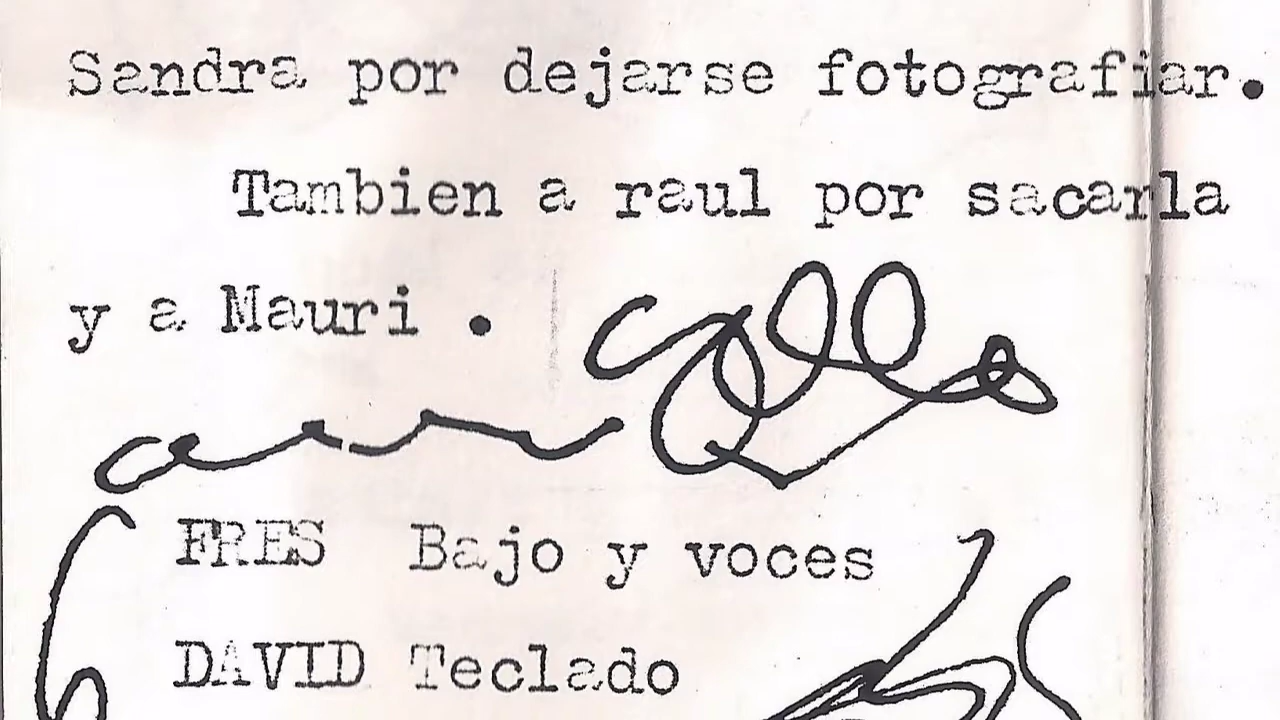 Sandra por dejarse fotografiar.
Tambien a raul por sacarla
y a Mauri .
FRES Bajo y voces
DAVID Teclado